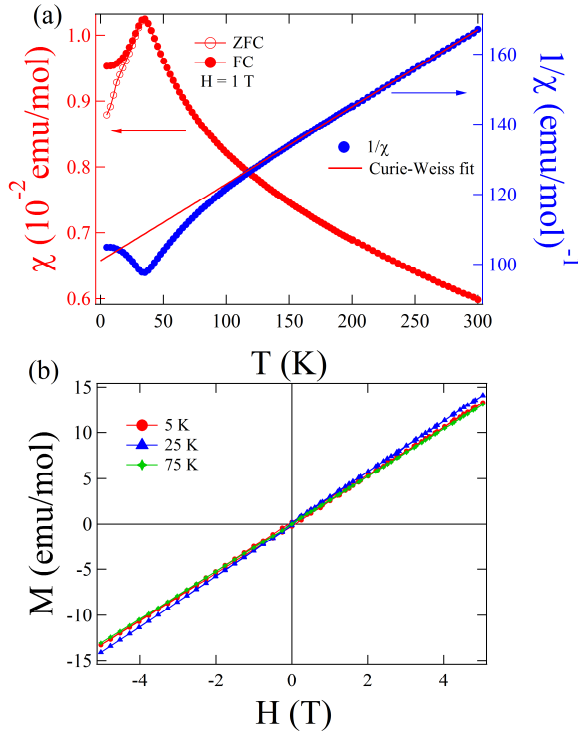 (a)
ZFC
FC
H = 1 T
1/χ
Curie-Weiss fit
χ (10⁻² emu/mol)
1.0
0.9
0.8
0.7
0.6
1/χ (emu/mol)⁻¹
160
140
120
100
0 50 100 150 200 250 300
T (K)
(b)
5 K
25 K
75 K
M (emu/mol)
15
10
5
0
-5
-10
-15
-4 -2 0 2 4
H (T)